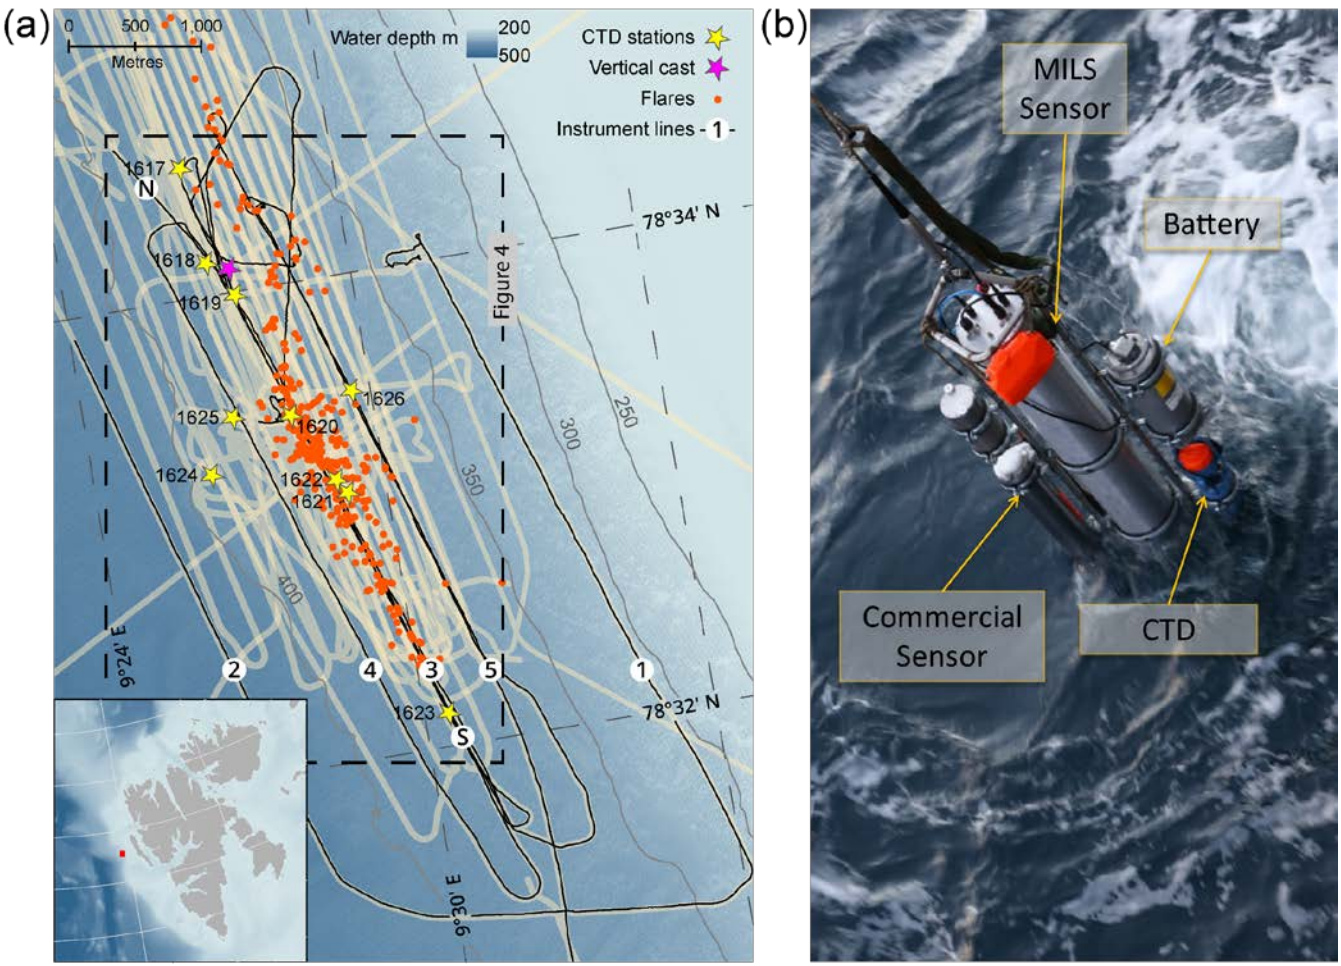 (a)
0 500 1,000
Metres
Water depth m
200
500
CTD stations
Vertical cast
Flares
Instrument lines
1
1617
N
78°34' N
1618
1619
Figure 4
1626
1625
1620
250
300
1624
1622
350
1621
400
9°24' E
2
4
3
5
1
1623
78°32' N
S
9°30' E
(b)
MILS
Sensor
Battery
Commercial
Sensor
CTD